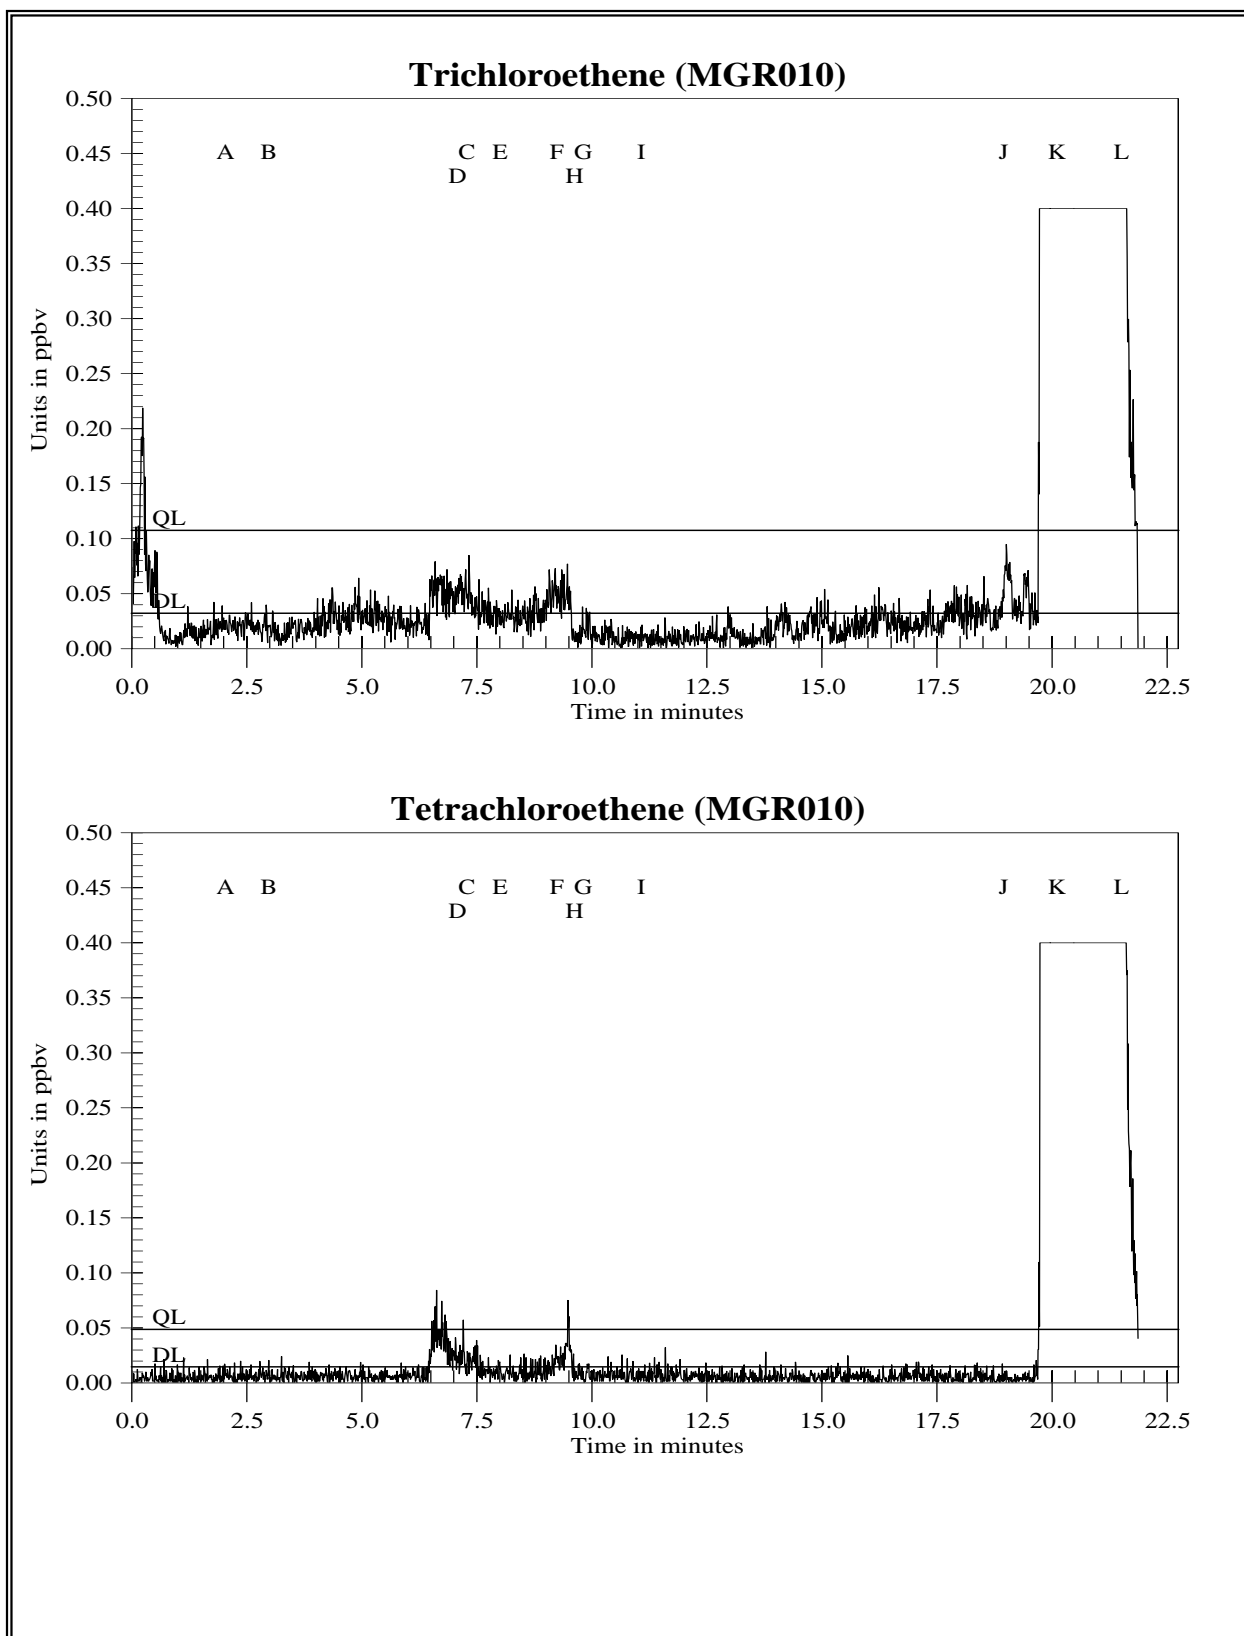 Trichloroethene (MGR010)
0.50
0.45
0.40
0.35
0.30
0.25
0.20
0.15
0.10
0.05
0.00
Units in ppbv
A B C E F G I J K L
D H
QL
DL
0.0 2.5 5.0 7.5 10.0 12.5 15.0 17.5 20.0 22.5
Time in minutes
Tetrachloroethene (MGR010)
0.50
0.45
0.40
0.35
0.30
0.25
0.20
0.15
0.10
0.05
0.00
Units in ppbv
A B C E F G I J K L
D H
QL
DL
0.0 2.5 5.0 7.5 10.0 12.5 15.0 17.5 20.0 22.5
Time in minutes